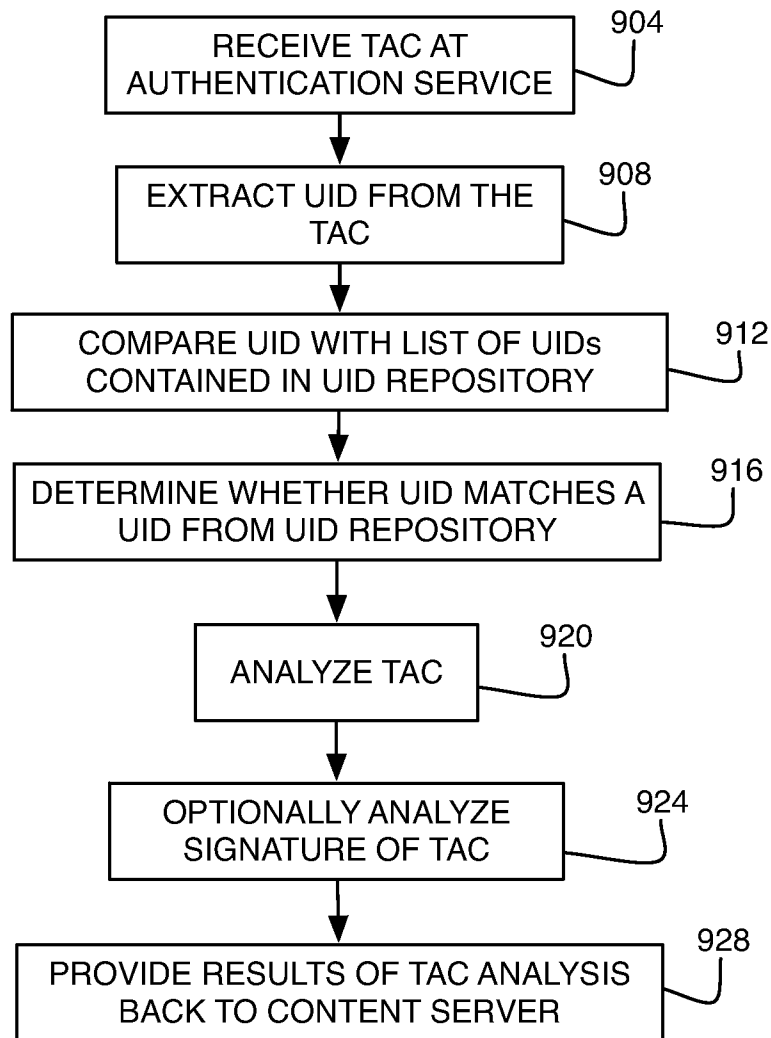 RECEIVE TAC AT
AUTHENTICATION SERVICE
904
EXTRACT UID FROM THE
TAC
908
COMPARE UID WITH LIST OF UIDs
CONTAINED IN UID REPOSITORY
912
DETERMINE WHETHER UID MATCHES A
UID FROM UID REPOSITORY
916
ANALYZE TAC
920
OPTIONALLY ANALYZE
SIGNATURE OF TAC
924
PROVIDE RESULTS OF TAC ANALYSIS
BACK TO CONTENT SERVER
928